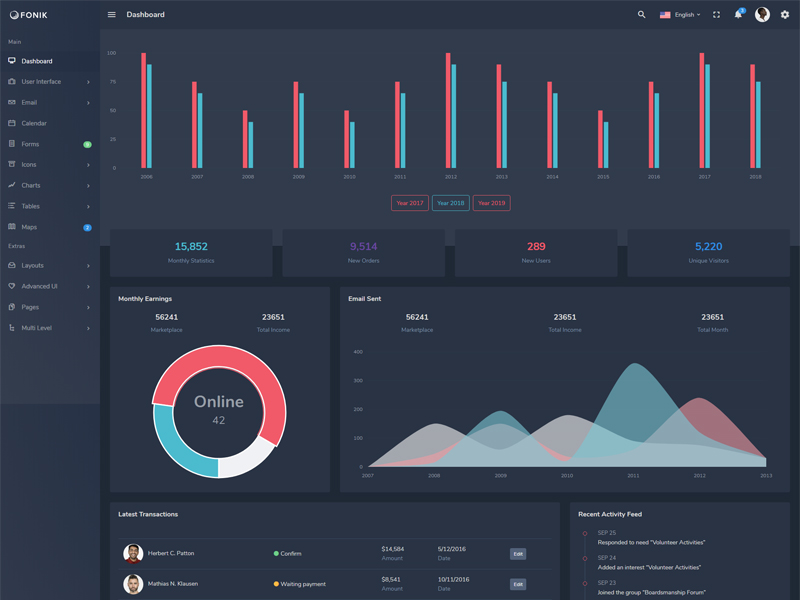 FONIK
Dashboard
English
2
Main
Dashboard
User Interface
Email
Calendar
Forms
Icons
Charts
Tables
Maps
2
Extras
Layouts
Advanced UI
Pages
Multi Level
100
75
50
25
0
2006 2007 2008 2009 2010 2011 2012 2013 2014 2015 2016 2017 2018
Year 2017 Year 2018 Year 2019
15,852
Monthly Statistics
9,514
New Orders
289
New Users
5,220
Unique Visitors
Monthly Earnings
56241 23651
Marketplace Total Income
Online
42
Email Sent
56241 23651 23651
Marketplace Total Income Total Month
400
300
200
100
0
2007 2008 2009 2010 2011 2012 2013
Latest Transactions
Herbert C. Patton Confirm $14,584 5/12/2016 Edit
Amount Date
Mathias N. Klausen Waiting payment $8,541 10/11/2016 Edit
Amount Date
Recent Activity Feed
SEP 25
Responded to need “Volunteer Activities”
SEP 24
Added an interest “Volunteer Activities”
SEP 23
Joined the group “Boardsmanship Forum”